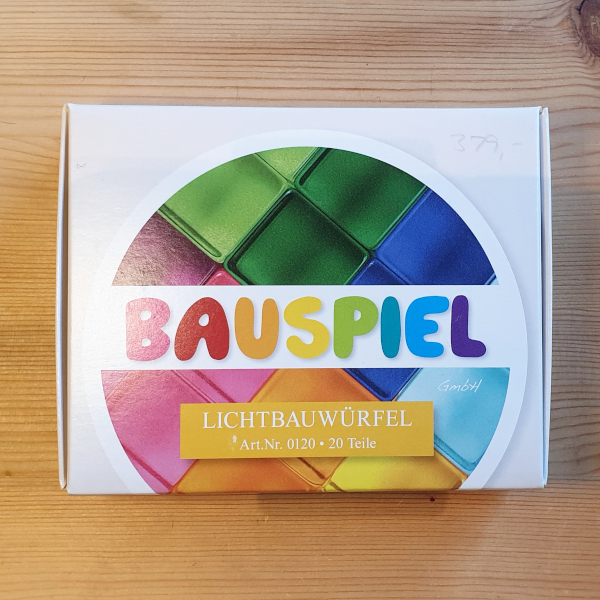 379,-
BAUSPIEL
GmbH
LICHTBAUWÜRFEL
Art.Nr. 0120 • 20 Teile